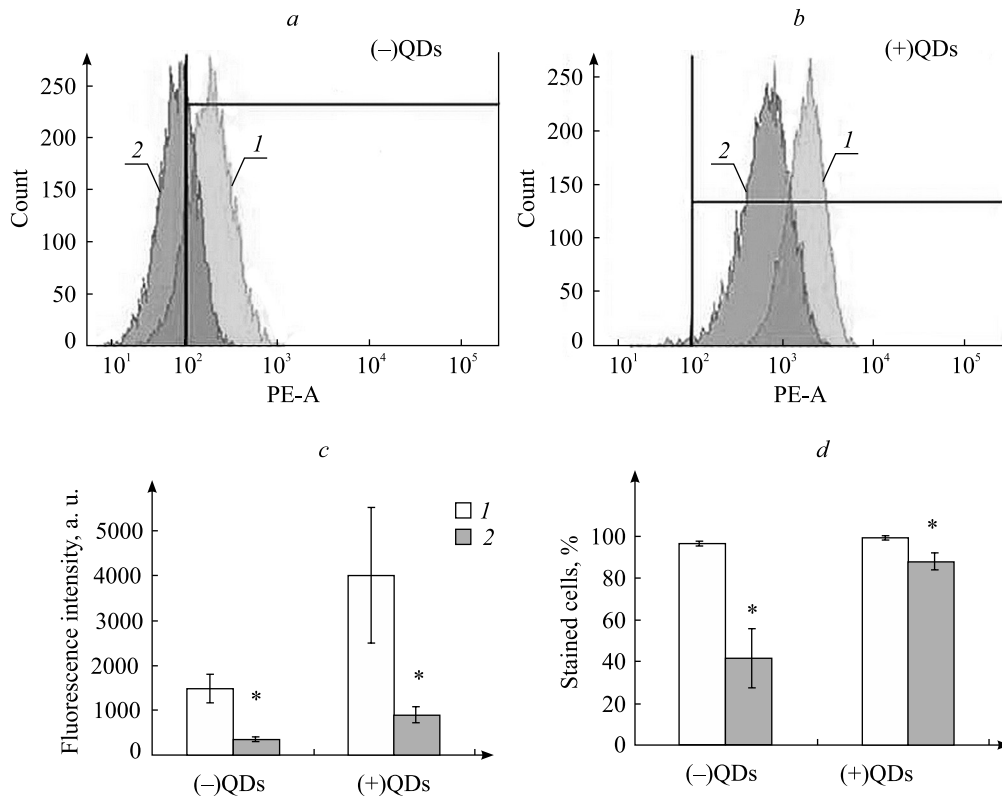 a
(–)QDs
250
200
150
100
50
0
Count
2
1
10¹ 10² 10³ 10⁴ 10⁵
PE-A
b
(+)QDs
250
200
150
100
50
0
Count
2
1
10¹ 10² 10³ 10⁴ 10⁵
PE-A
c
Fluorescence intensity, a. u.
5000
4000
3000
2000
1000
0
1
2
*
*
(–)QDs (+)QDs
d
Stained cells, %
100
80
60
40
20
0
*
*
(–)QDs (+)QDs